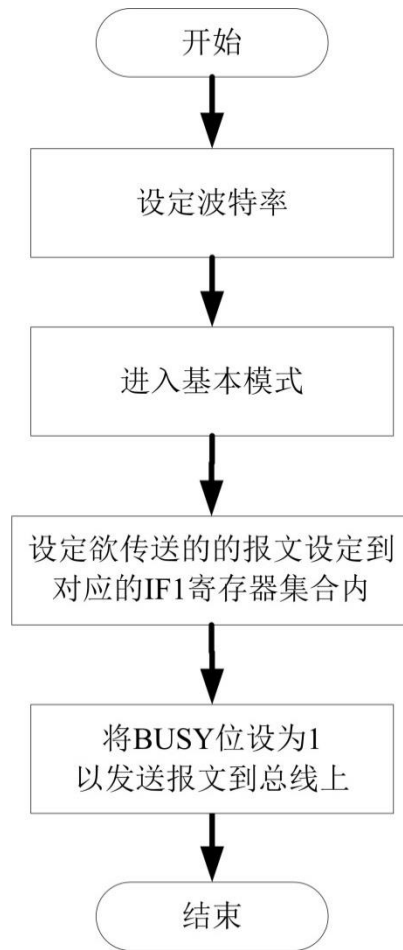 开始
设定波特率
进入基本模式
设定欲传送的的报文设定到
对应的IF1寄存器集合内
将BUSY位设为1
以发送报文到总线上
结束